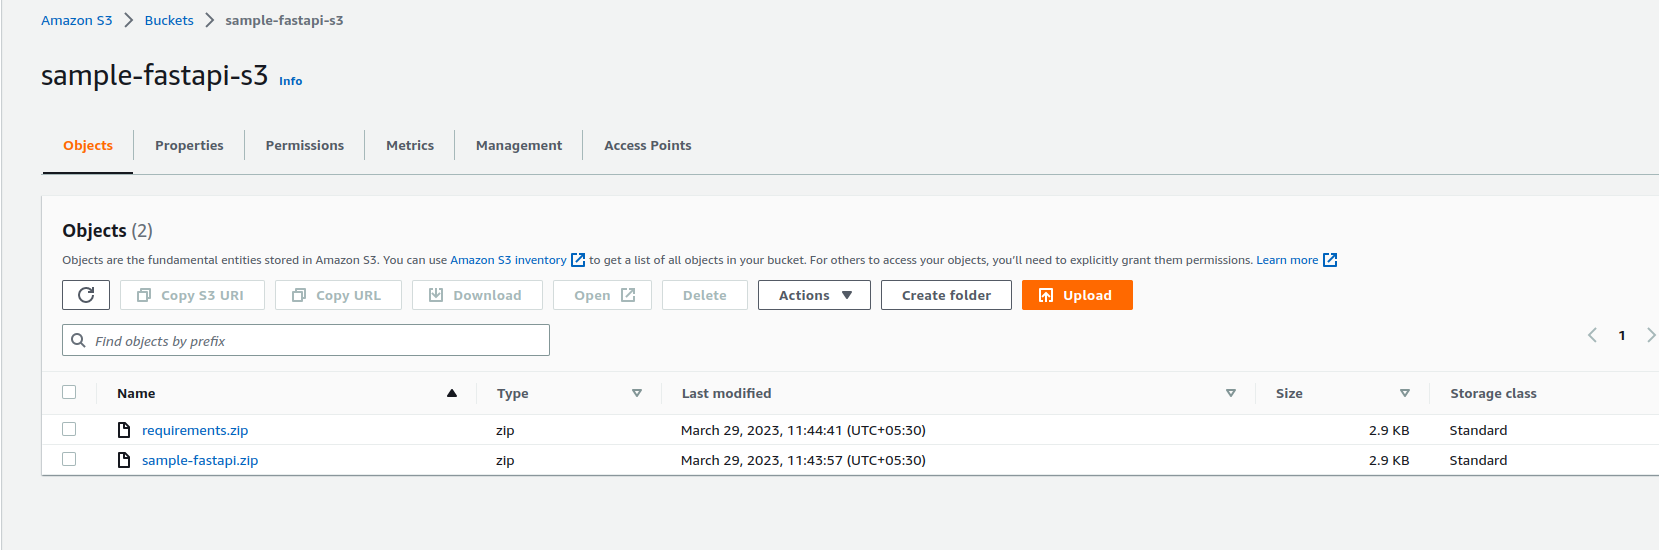 Amazon S3 > Buckets > sample-fastapi-s3
sample-fastapi-s3 Info
Objects Properties Permissions Metrics Management Access Points
Objects (2)
Objects are the fundamental entities stored in Amazon S3. You can use Amazon S3 inventory to get a list of all objects in your bucket. For others to access your objects, you'll need to explicitly grant them permissions. Learn more
Copy S3 URI Copy URL Download Open Delete Actions Create folder Upload
Find objects by prefix
1
Name Type Last modified Size Storage class
requirements.zip zip March 29, 2023, 11:44:41 (UTC+05:30) 2.9 KB Standard
sample-fastapi.zip zip March 29, 2023, 11:43:57 (UTC+05:30) 2.9 KB Standard